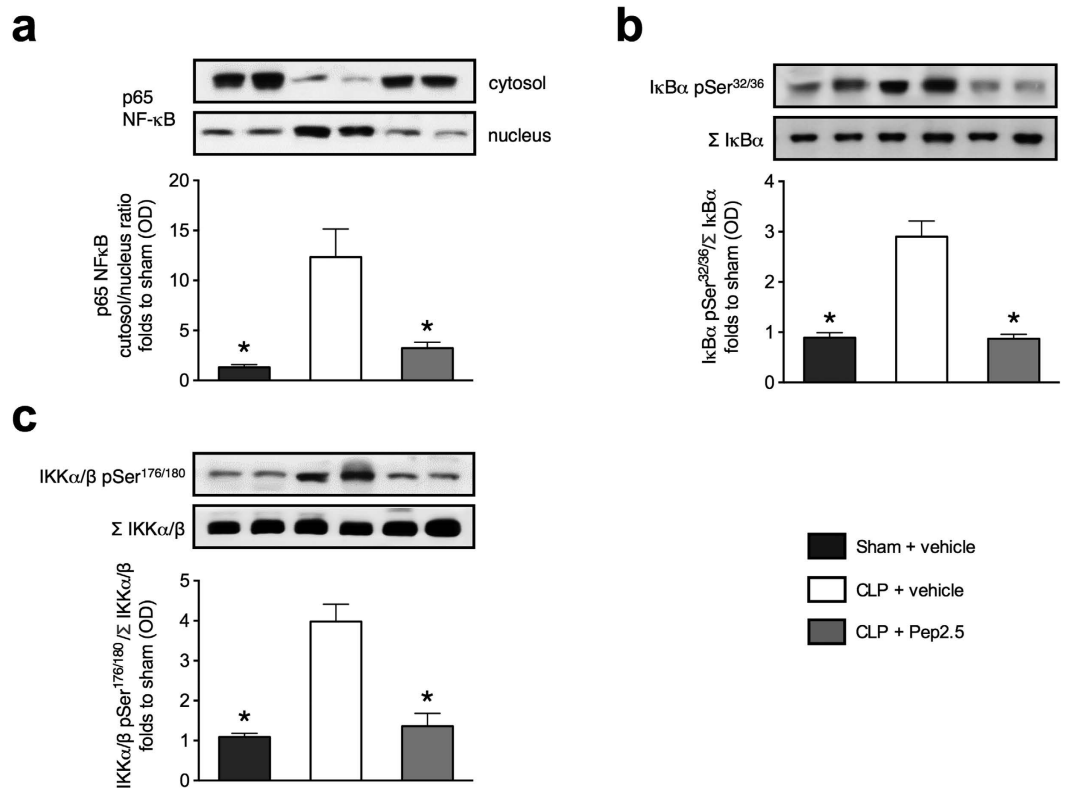 a
p65
NF-κB
cytosol
nucleus
20
15
10
5
0
p65 NFκB
cutosol/nucleus ratio
folds to sham (OD)
*
*
b
IκBα pSer32/36
Σ IκBα
4
3
2
1
0
IκBα pSer32/36/Σ IκBα
folds to sham (OD)
*
*
c
IKKα/β pSer176/180
Σ IKKα/β
5
4
3
2
1
0
IKKα/β pSer176/180/Σ IKKα/β
folds to sham (OD)
*
*
Sham + vehicle
CLP + vehicle
CLP + Pep2.5